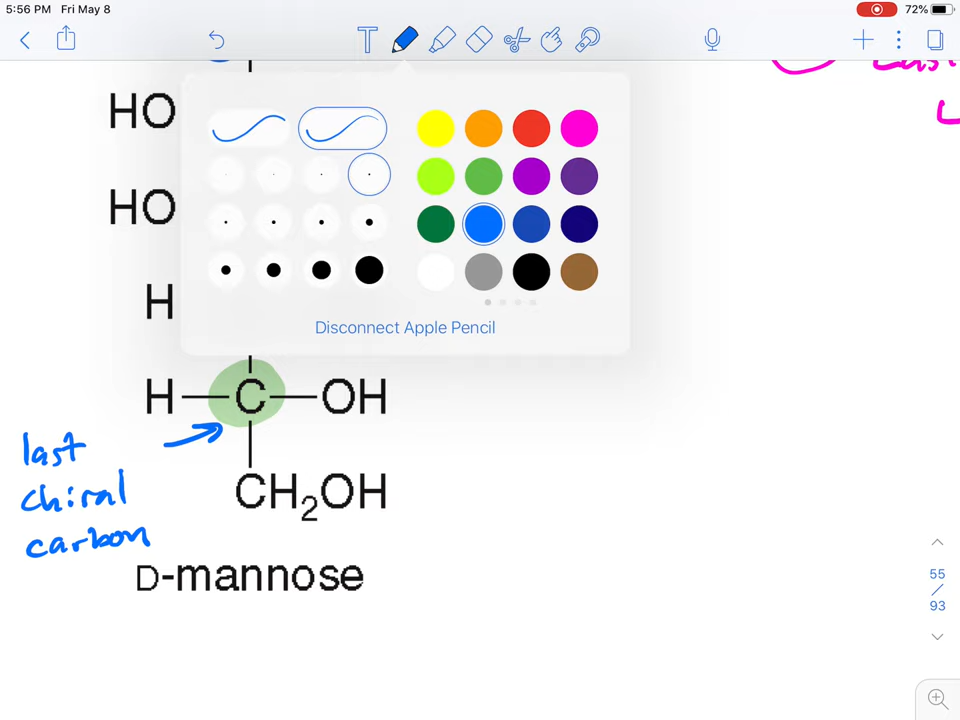 5:56 PM Fri May 8
72%
T
HO
HO
H
Disconnect Apple Pencil
H C OH
last
chiral
carbon
CH2OH
D-mannose
55
/
93